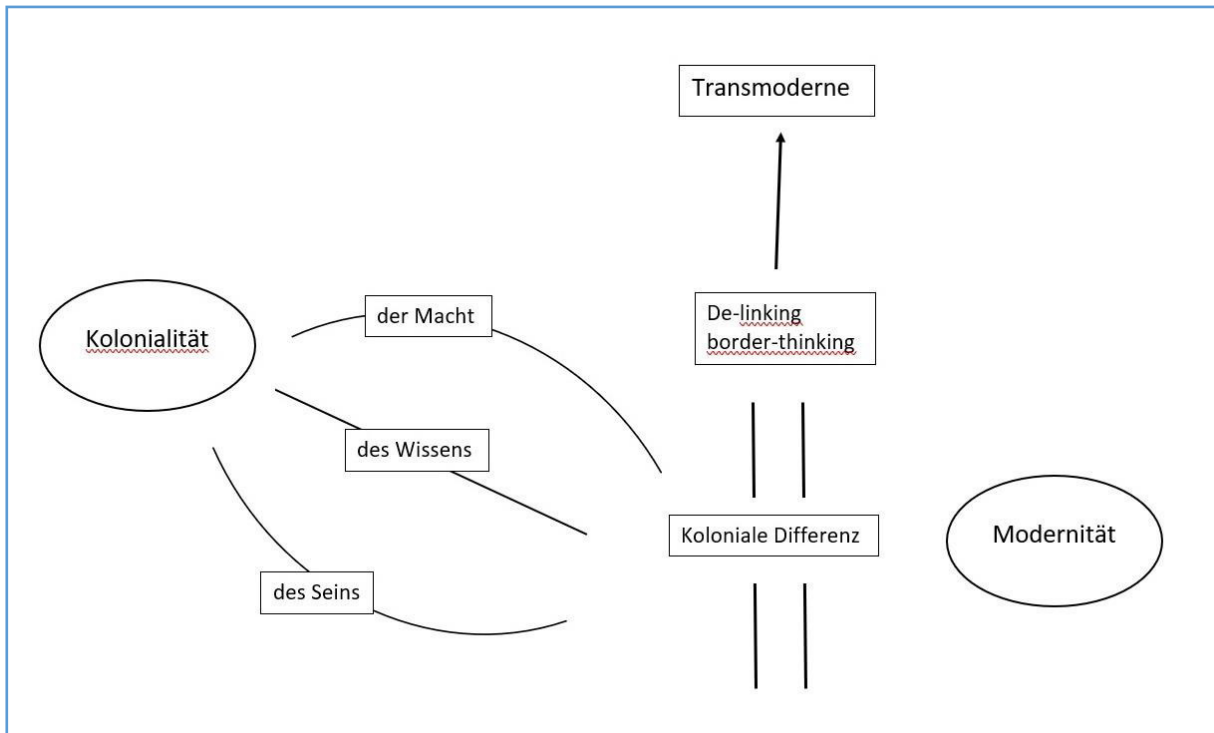 Transmoderne
Kolonialität
der Macht
De-linking
border-thinking
des Wissens
Koloniale Differenz
Modernität
des Seins